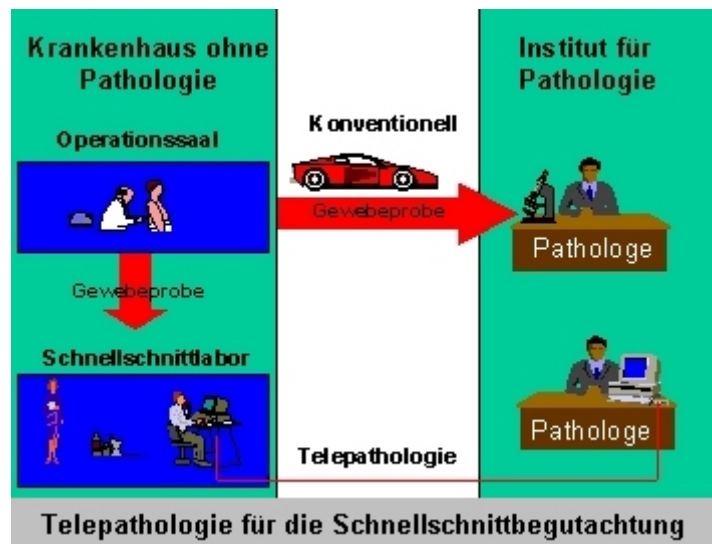 Krankenhaus ohne
Pathologie
Operationssaal
Gewebeprobe
Schnellschnittlabor
Konventionell
Gewebeprobe
Telepathologie
Institut für
Pathologie
Pathologe
Pathologe
Telepathologie für die Schnellschnittbegutachtung